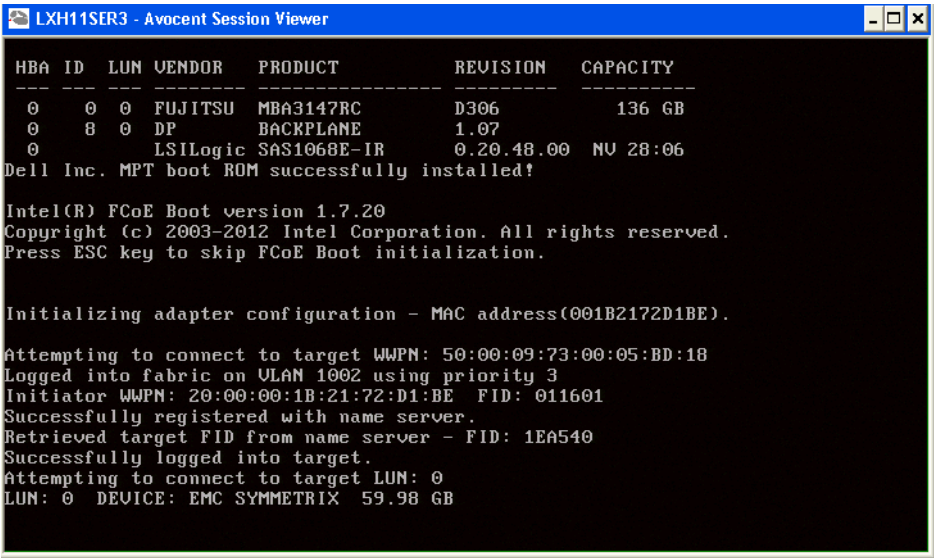 LXH11SER3 - Avocent Session Viewer
HBA ID LUN VENDOR PRODUCT REVISION CAPACITY
--- --- --- -------- ---------------- --------- ----------
0 0 0 FUJITSU MBA3147RC D306 136 GB
0 8 0 DP BACKPLANE 1.07
0 LSILogic SAS1068E-IR 0.20.48.00 NV 28:06
Dell Inc. MPT boot ROM successfully installed!
Intel(R) FCoE Boot version 1.7.20
Copyright (c) 2003-2012 Intel Corporation. All rights reserved.
Press ESC key to skip FCoE Boot initialization.
Initializing adapter configuration - MAC address(001B2172D1BE).
Attempting to connect to target WWPN: 50:00:09:73:00:05:BD:18
Logged into fabric on VLAN 1002 using priority 3
Initiator WWPN: 20:00:00:1B:21:72:D1:BE FID: 011601
Successfully registered with name server.
Retrieved target FID from name server - FID: 1EA540
Successfully logged into target.
Attempting to connect to target LUN: 0
LUN: 0 DEVICE: EMC SYMMETRIX 59.98 GB